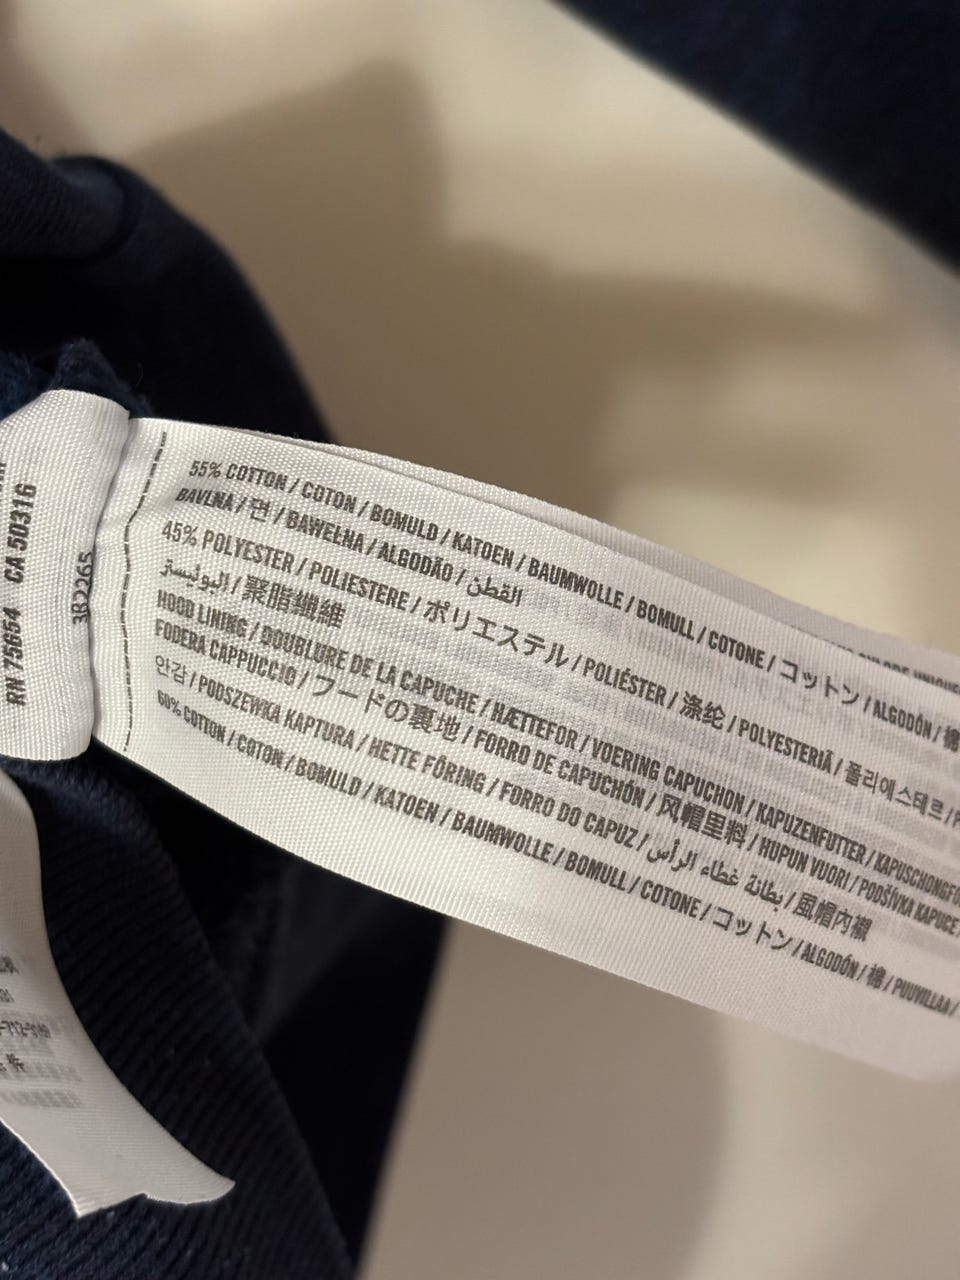 RN 75654 CA 50316
3B2265
55% COTTON / COTON / BOMULD / KATOEN / BAUMWOLLE / BOMULL / COTONE / コットン / ALGODÓN / 棉
BAVLNA / 면 / BAWEŁNA / ALGODÃO / القطن
45% POLYESTER / POLIESTERE / ポリエステル / POLIÉSTER / 涤纶 / POLYESTERIÄ / 폴리에스테르 /
البوليستر / 聚脂纖維
HOOD LINING / DOUBLURE DE LA CAPUCHE / HÆTTEFOR / VOERING CAPUCHON / KAPUZENFUTTER /
FODERA CAPPUCCIO / フードの裏地 / FORRO DE CAPUCHÓN / 风帽里料 / HUPUN VUORI / PODŠÍVKA KAPUCE /
안감 / PODSZEWKA KAPTURA / HETTE FÔRING / FORRO DO CAPUZ / بطانة غطاء الرأس / 風帽內襯
60% COTTON / COTON / BOMULD / KATOEN / BAUMWOLLE / BOMULL / COTONE / コットン / ALGODÓN / 棉 / PUUVILLAA /